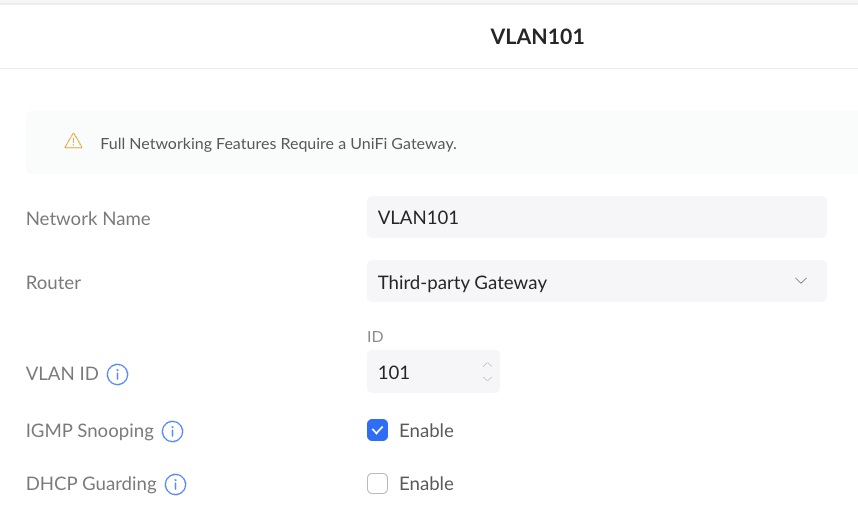 VLAN101
Full Networking Features Require a UniFi Gateway.
Network Name VLAN101
Router Third-party Gateway
ID
VLAN ID 101
IGMP Snooping Enable
DHCP Guarding Enable